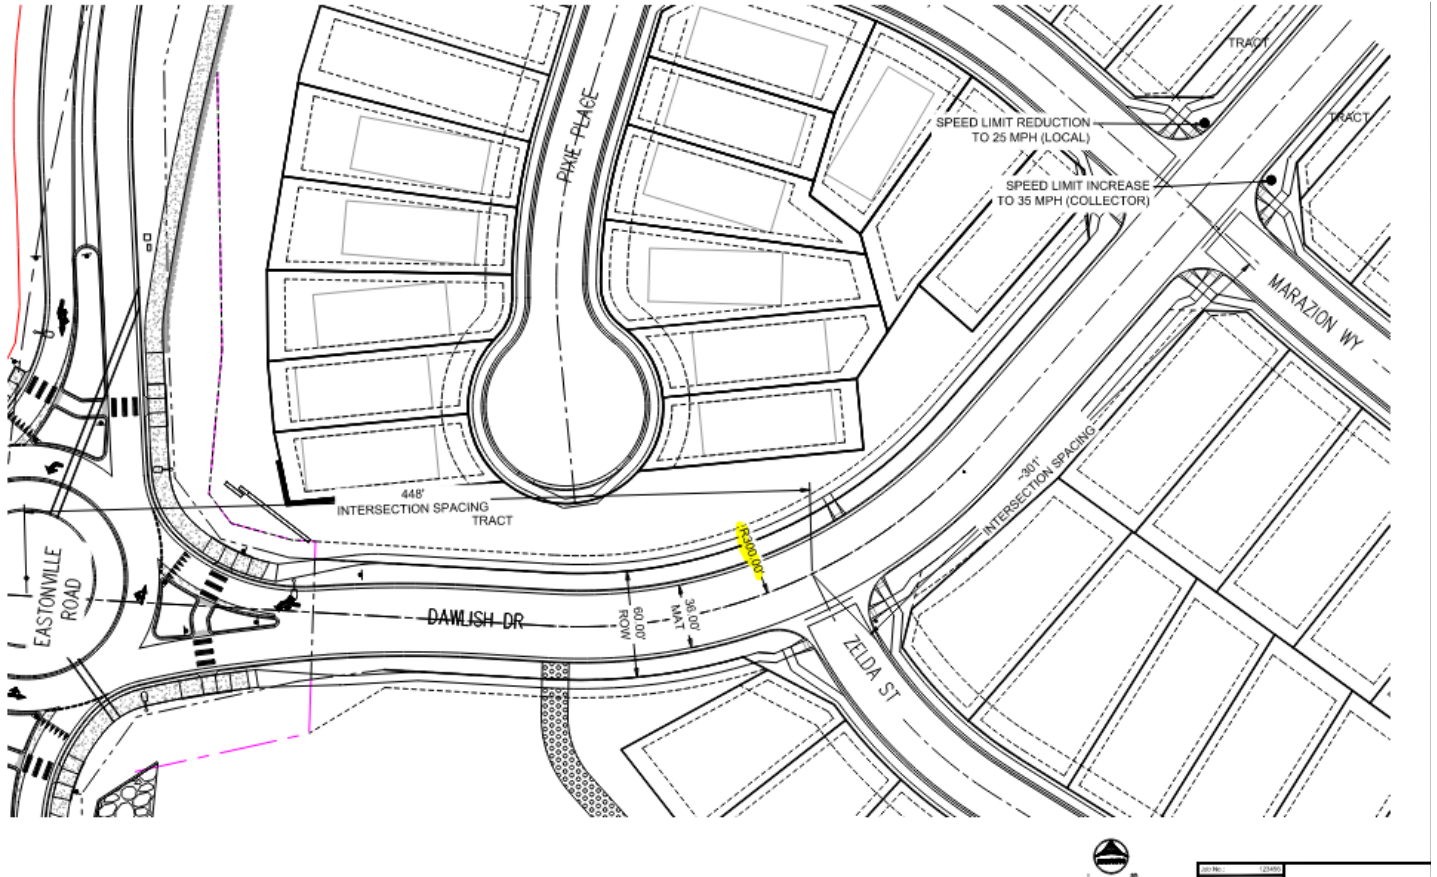 TRACT
PIXIE PLACE
SPEED LIMIT REDUCTION
TO 25 MPH (LOCAL)
TRACT
SPEED LIMIT INCREASE
TO 35 MPH (COLLECTOR)
MARAZION WY
301'
INTERSECTION SPACING
448'
INTERSECTION SPACING
TRACT
R300.00'
EASTONVILLE
ROAD
DAWLISH DR
60.00'
ROW
36.00'
MAT
ZELDA ST
Job No.: